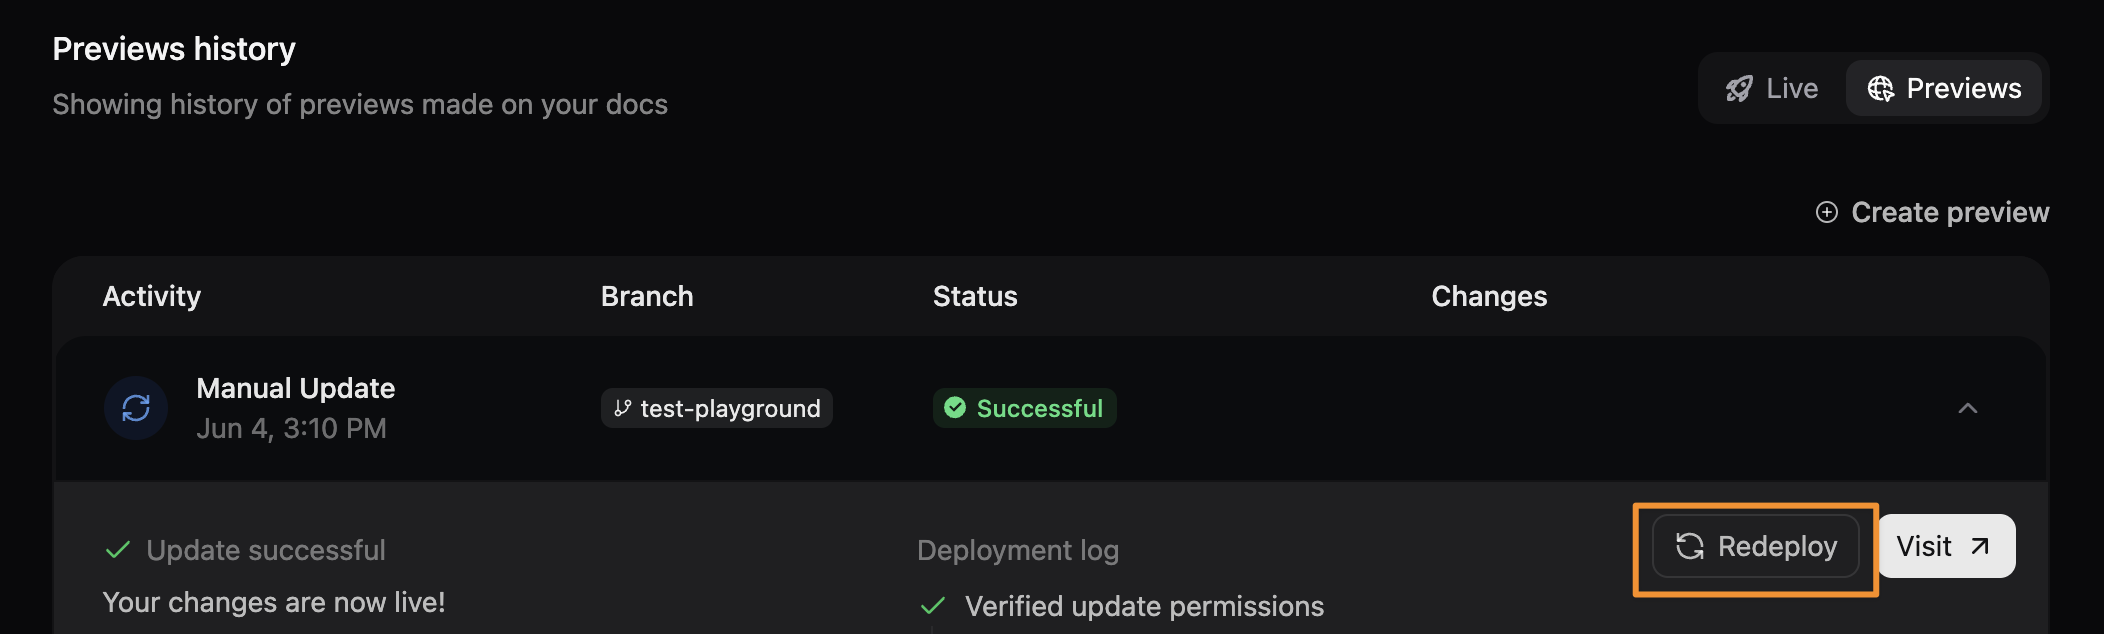 Previews history
Showing history of previews made on your docs
Live
Previews
Create preview
Activity Branch Status Changes
Manual Update
Jun 4, 3:10 PM
test-playground
Successful
Update successful
Your changes are now live!
Deployment log
Verified update permissions
Redeploy
Visit